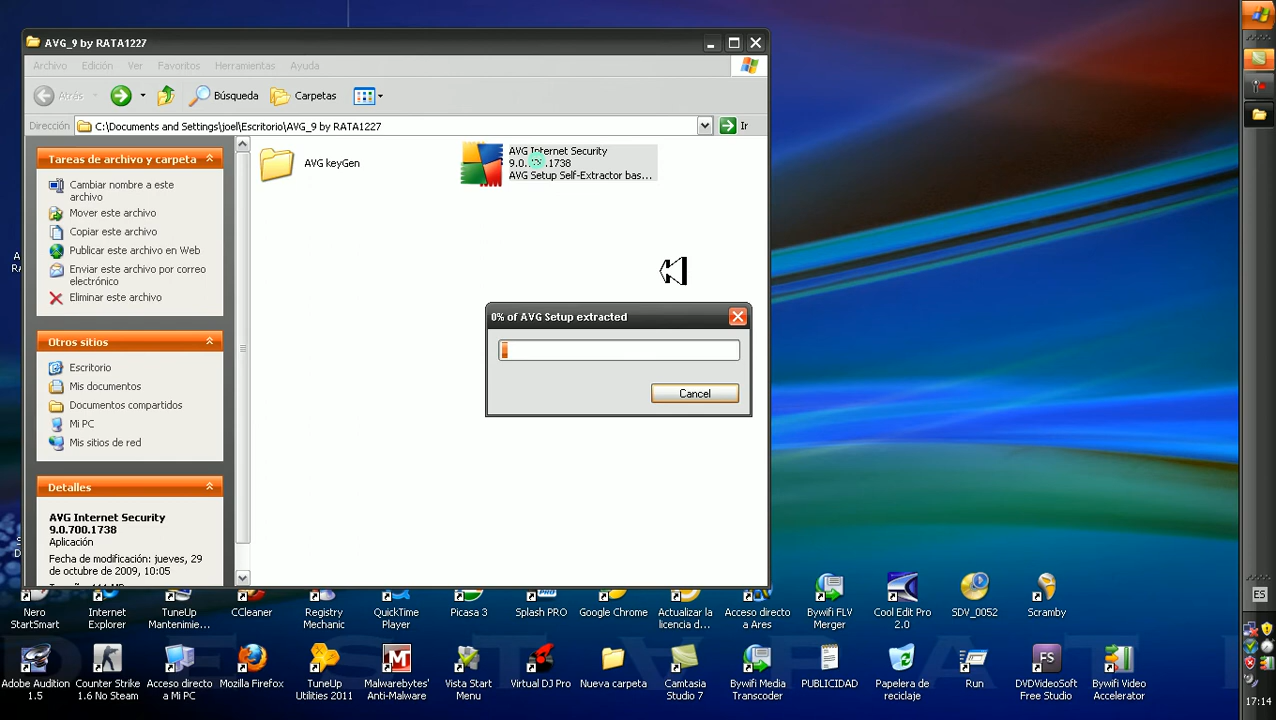 AVG_9 by RATA1227
Archivo Edición Ver Favoritos Herramientas Ayuda
Atrás Búsqueda Carpetas
Dirección C:\Documents and Settings\joel\Escritorio\AVG_9 by RATA1227 Ir
Tareas de archivo y carpeta
Cambiar nombre a este
archivo
Mover este archivo
Copiar este archivo
Publicar este archivo en Web
Enviar este archivo por correo
electrónico
Eliminar este archivo
Otros sitios
Escritorio
Mis documentos
Documentos compartidos
Mi PC
Mis sitios de red
Detalles
AVG Internet Security
9.0.700.1738
Aplicación
Fecha de modificación: jueves, 29
de octubre de 2009, 10:05
AVG keyGen
AVG Internet Security
AVG Setup Self-Extractor bas...
0% of AVG Setup extracted
Cancel
Nero
StartSmart
Internet
Explorer
TuneUp
Mantenimie...
CCleaner
Registry
Mechanic
QuickTime
Player
Picasa 3
Splash PRO
Google Chrome
Actualizar la
licencia d...
Acceso directo
a Ares
Bywifi FLV
Merger
Cool Edit Pro
2.0
SDV_0052
Scramby
Adobe Audition
1.5
Counter Strike
1.6 No Steam
Acceso directo
a Mi PC
Mozilla Firefox
TuneUp
Utilities 2011
Malwarebytes'
Anti-Malware
Vista Start
Menu
Virtual DJ Pro
Nueva carpeta
Camtasia
Studio 7
Bywifi Media
Transcoder
PUBLICIDAD
Papelera de
reciclaje
Run
DVDVideoSoft
Free Studio
Bywifi Video
Accelerator
ES
17:14